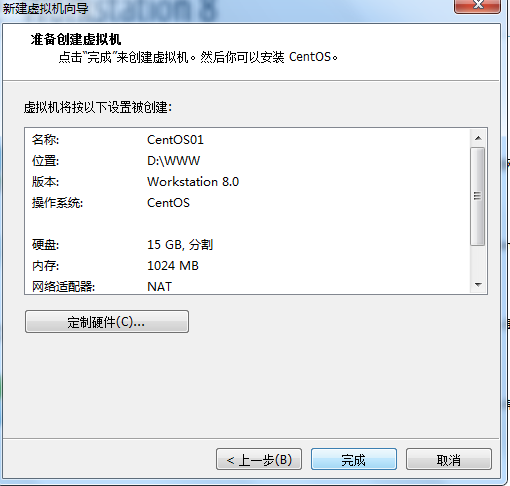 Workstation 8
新建虚拟机向导
准备创建虚拟机
点击“完成”来创建虚拟机。然后你可以安装 CentOS。
虚拟机将按以下设置被创建:
名称: CentOS01
位置: D:\WWW
版本: Workstation 8.0
操作系统: CentOS
硬盘: 15 GB, 分割
内存: 1024 MB
网络适配器: NAT
定制硬件(C)...
< 上一步(B)
完成
取消